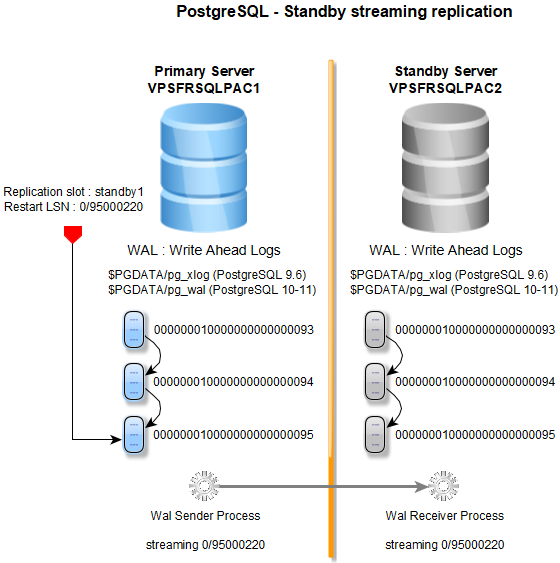 PostgreSQL - Standby streaming replication
Primary Server
VPSFRSQLPAC1
Standby Server
VPSFRSQLPAC2
Replication slot : standby1
Restart LSN : 0/95000220
WAL : Write Ahead Logs
$PGDATA/pg_xlog (PostgreSQL 9.6)
$PGDATA/pg_wal (PostgreSQL 10-11)
000000010000000000000093
000000010000000000000094
000000010000000000000095
WAL : Write Ahead Logs
$PGDATA/pg_xlog (PostgreSQL 9.6)
$PGDATA/pg_wal (PostgreSQL 10-11)
000000010000000000000093
000000010000000000000094
000000010000000000000095
Wal Sender Process
streaming 0/95000220
Wal Receiver Process
streaming 0/95000220